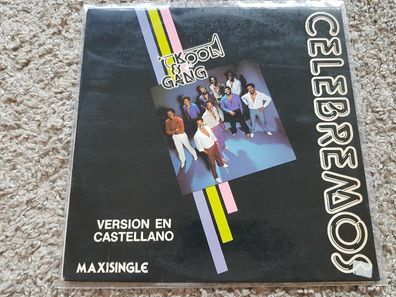 KOOL
& THE
GANG
CELEBREMOS
VERSION EN
CASTELLANO
MAXISINGLE